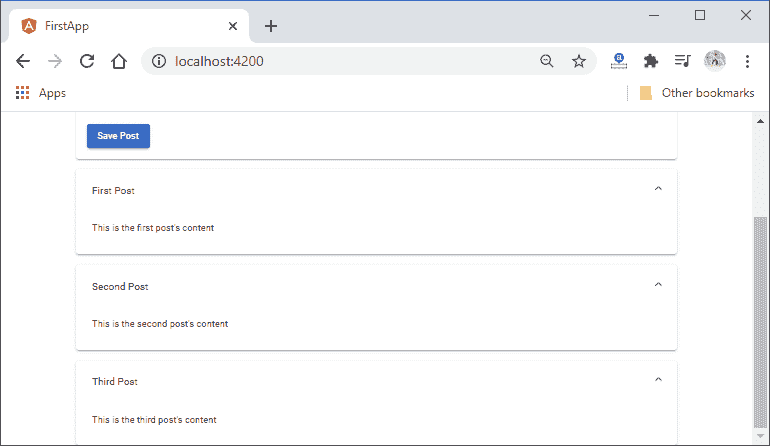 FirstApp
localhost:4200
Apps
Other bookmarks
Save Post
First Post
This is the first post's content
Second Post
This is the second post's content
Third Post
This is the third post's content